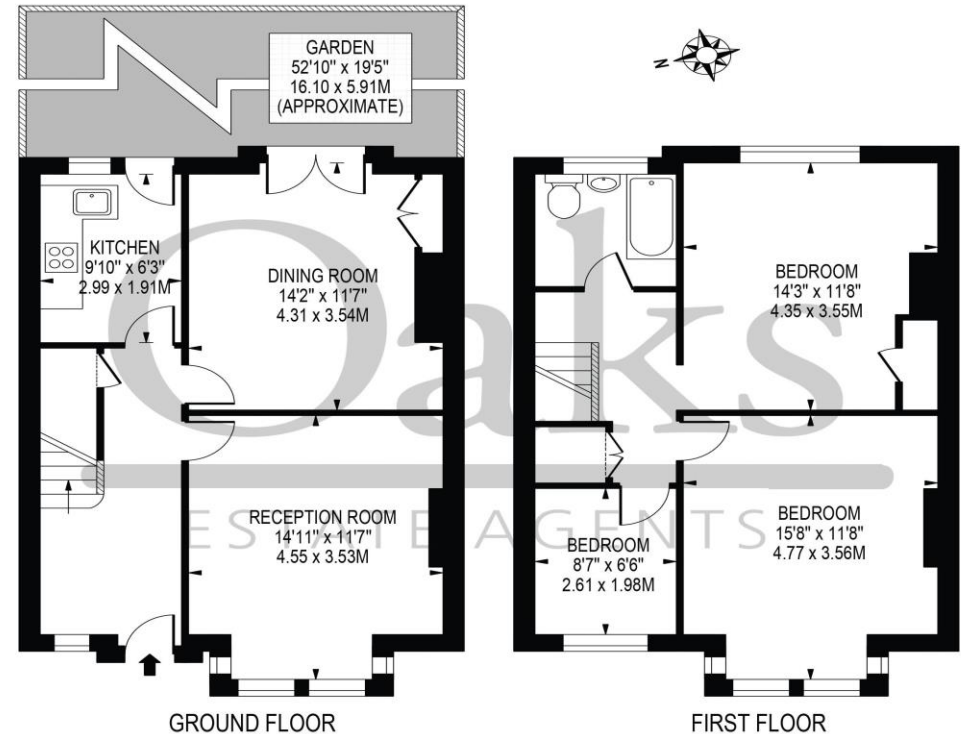 GARDEN
52'10" x 19'5"
16.10 x 5.91M
(APPROXIMATE)
N
KITCHEN
9'10" x 6'3"
2.99 x 1.91M
DINING ROOM
14'2" x 11'7"
4.31 x 3.54M
BEDROOM
14'3" x 11'8"
4.35 x 3.55M
Oaks
ESTATE AGENTS
RECEPTION ROOM
14'11" x 11'7"
4.55 x 3.53M
BEDROOM
8'7" x 6'6"
2.61 x 1.98M
BEDROOM
15'8" x 11'8"
4.77 x 3.56M
GROUND FLOOR
FIRST FLOOR